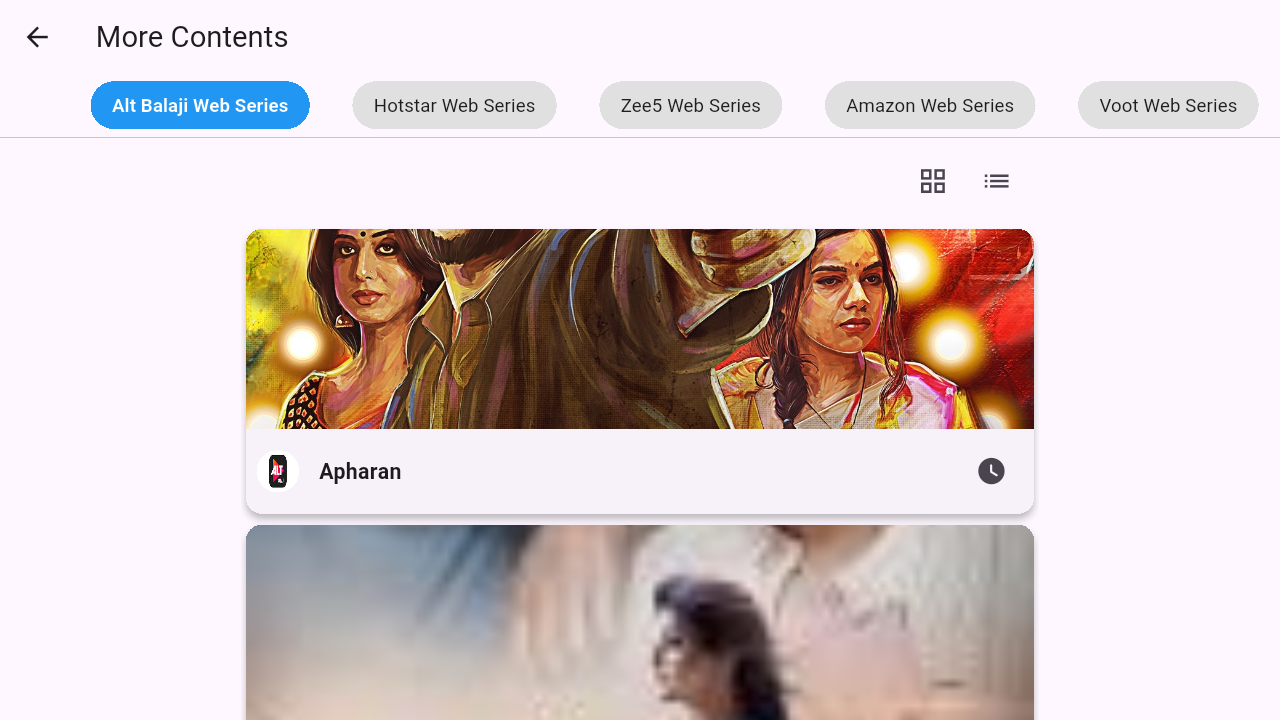 More Contents
Alt Balaji Web Series
Hotstar Web Series
Zee5 Web Series
Amazon Web Series
Voot Web Series
ALT
Apharan